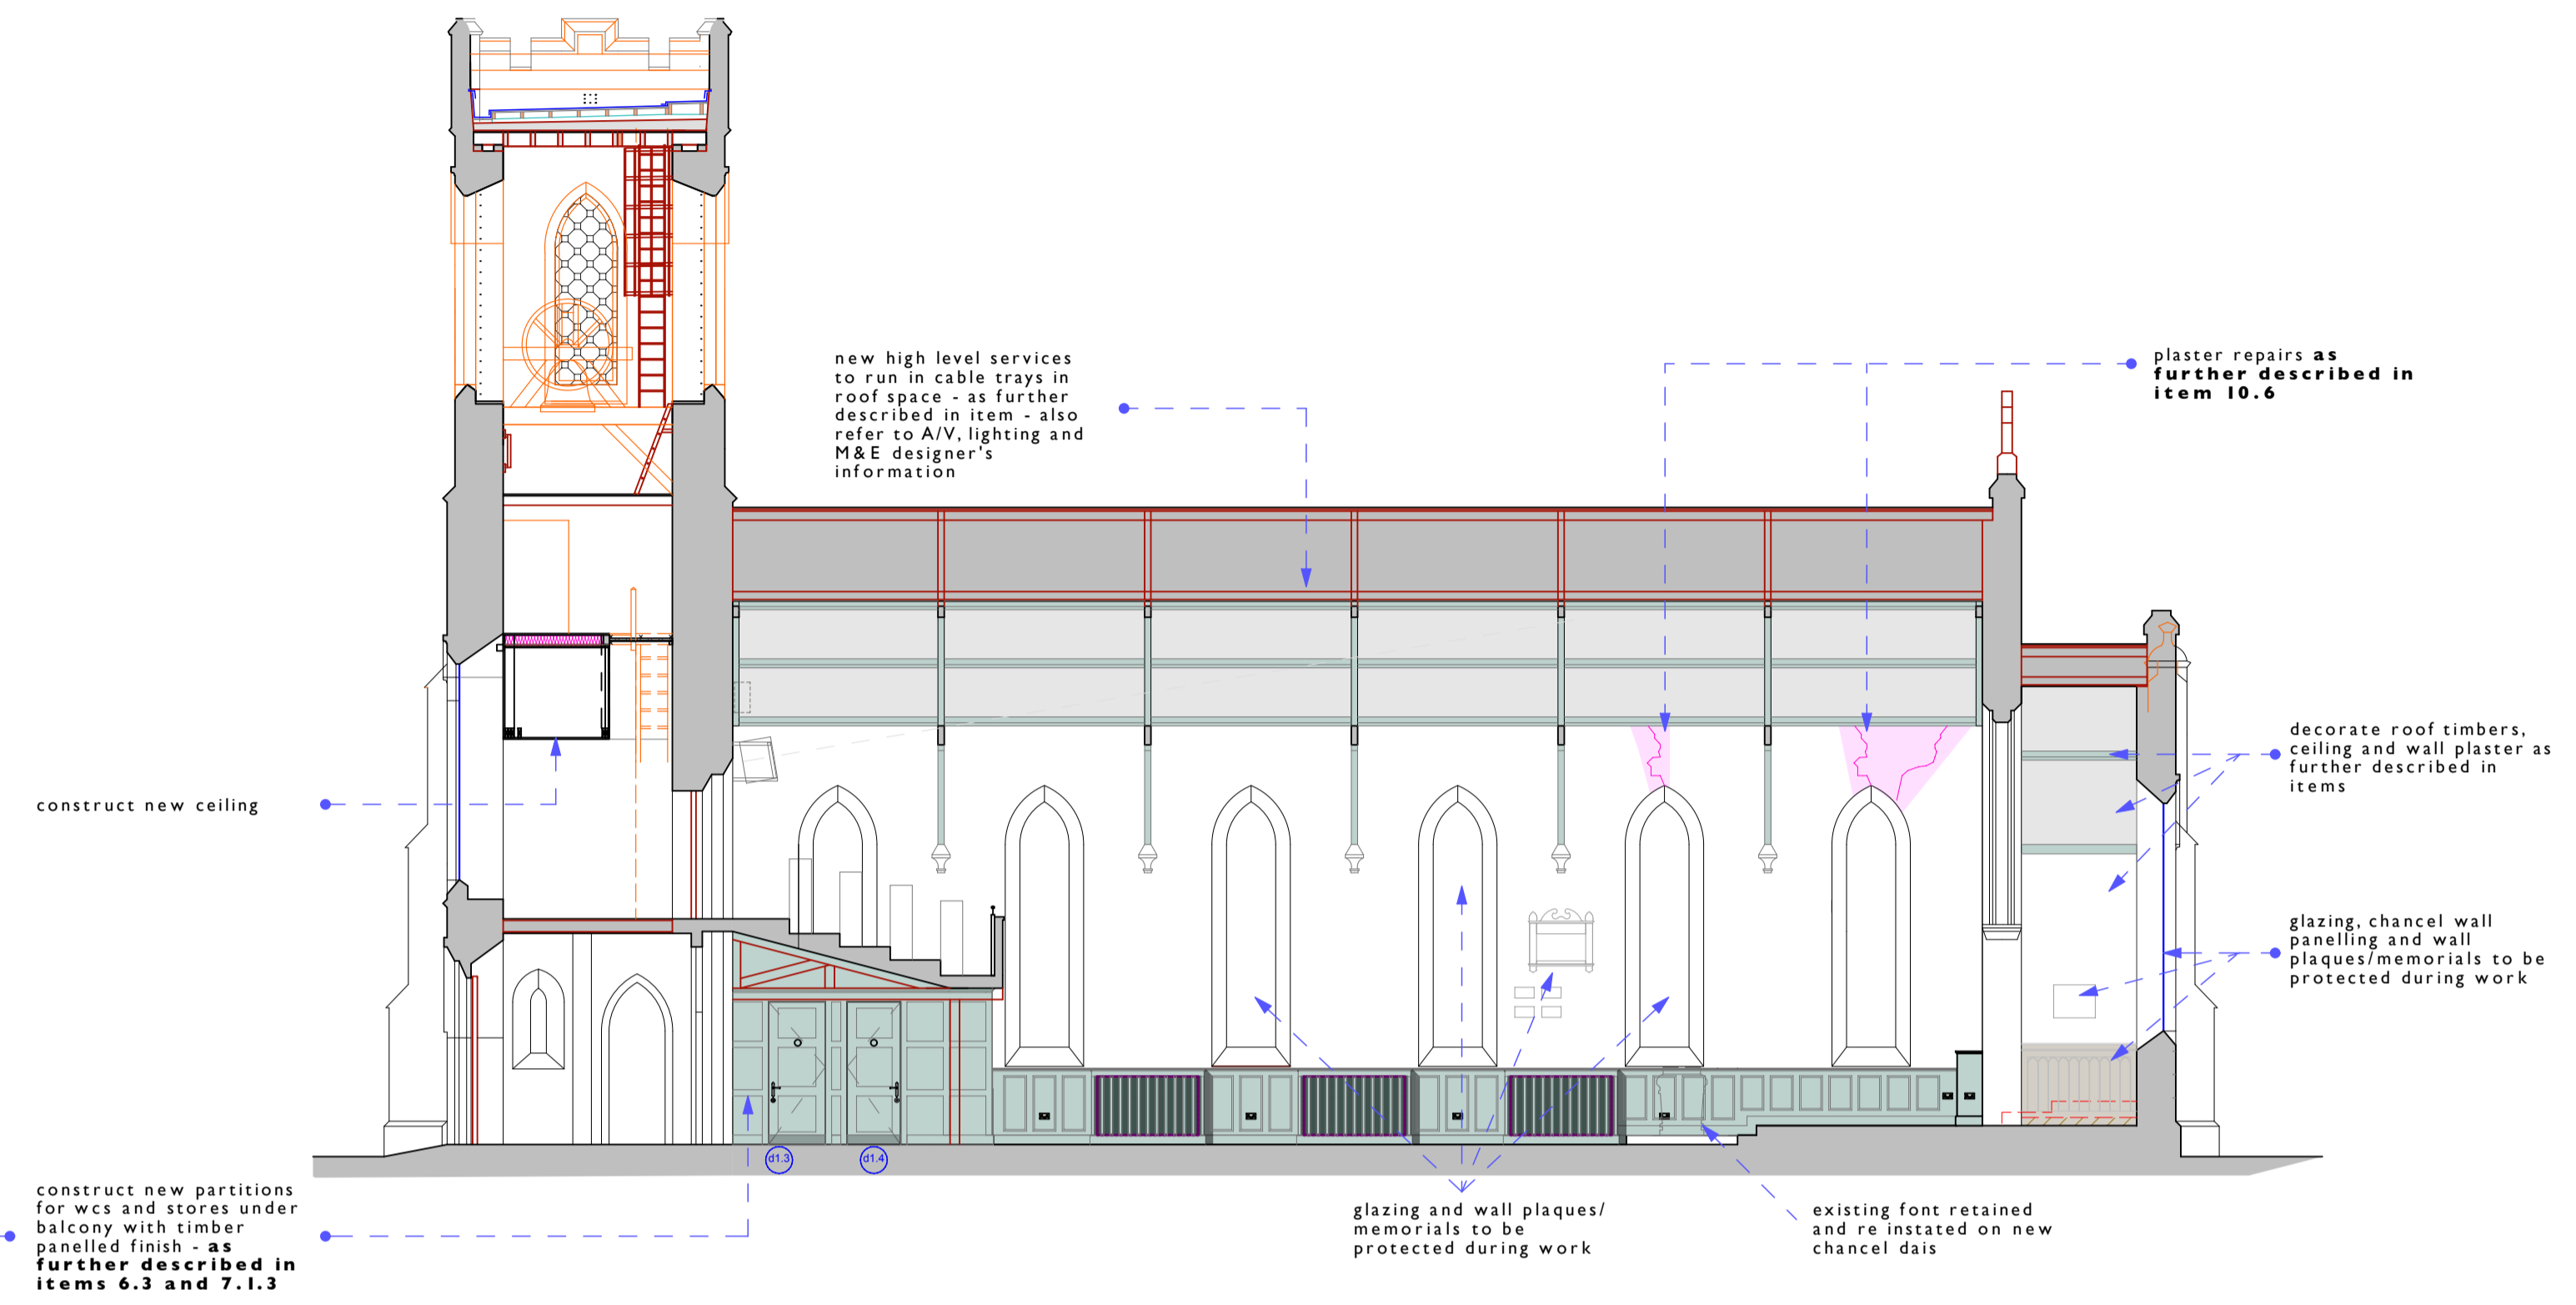 new high level services
to run in cable trays in
roof space - as further
described in item - also
refer to A/V, lighting and
M&E designer's
information
plaster repairs as
further described in
item 10.6
decorate roof timbers,
ceiling and wall plaster as
further described in
items
construct new ceiling
glazing, chancel wall
panelling and wall
plaques/memorials to be
protected during work
d1.3
d1.4
construct new partitions
for wcs and stores under
balcony with timber
panelled finish - as
further described in
items 6.3 and 7.1.3
glazing and wall plaques/
memorials to be
protected during work
existing font retained
and re instated on new
chancel dais